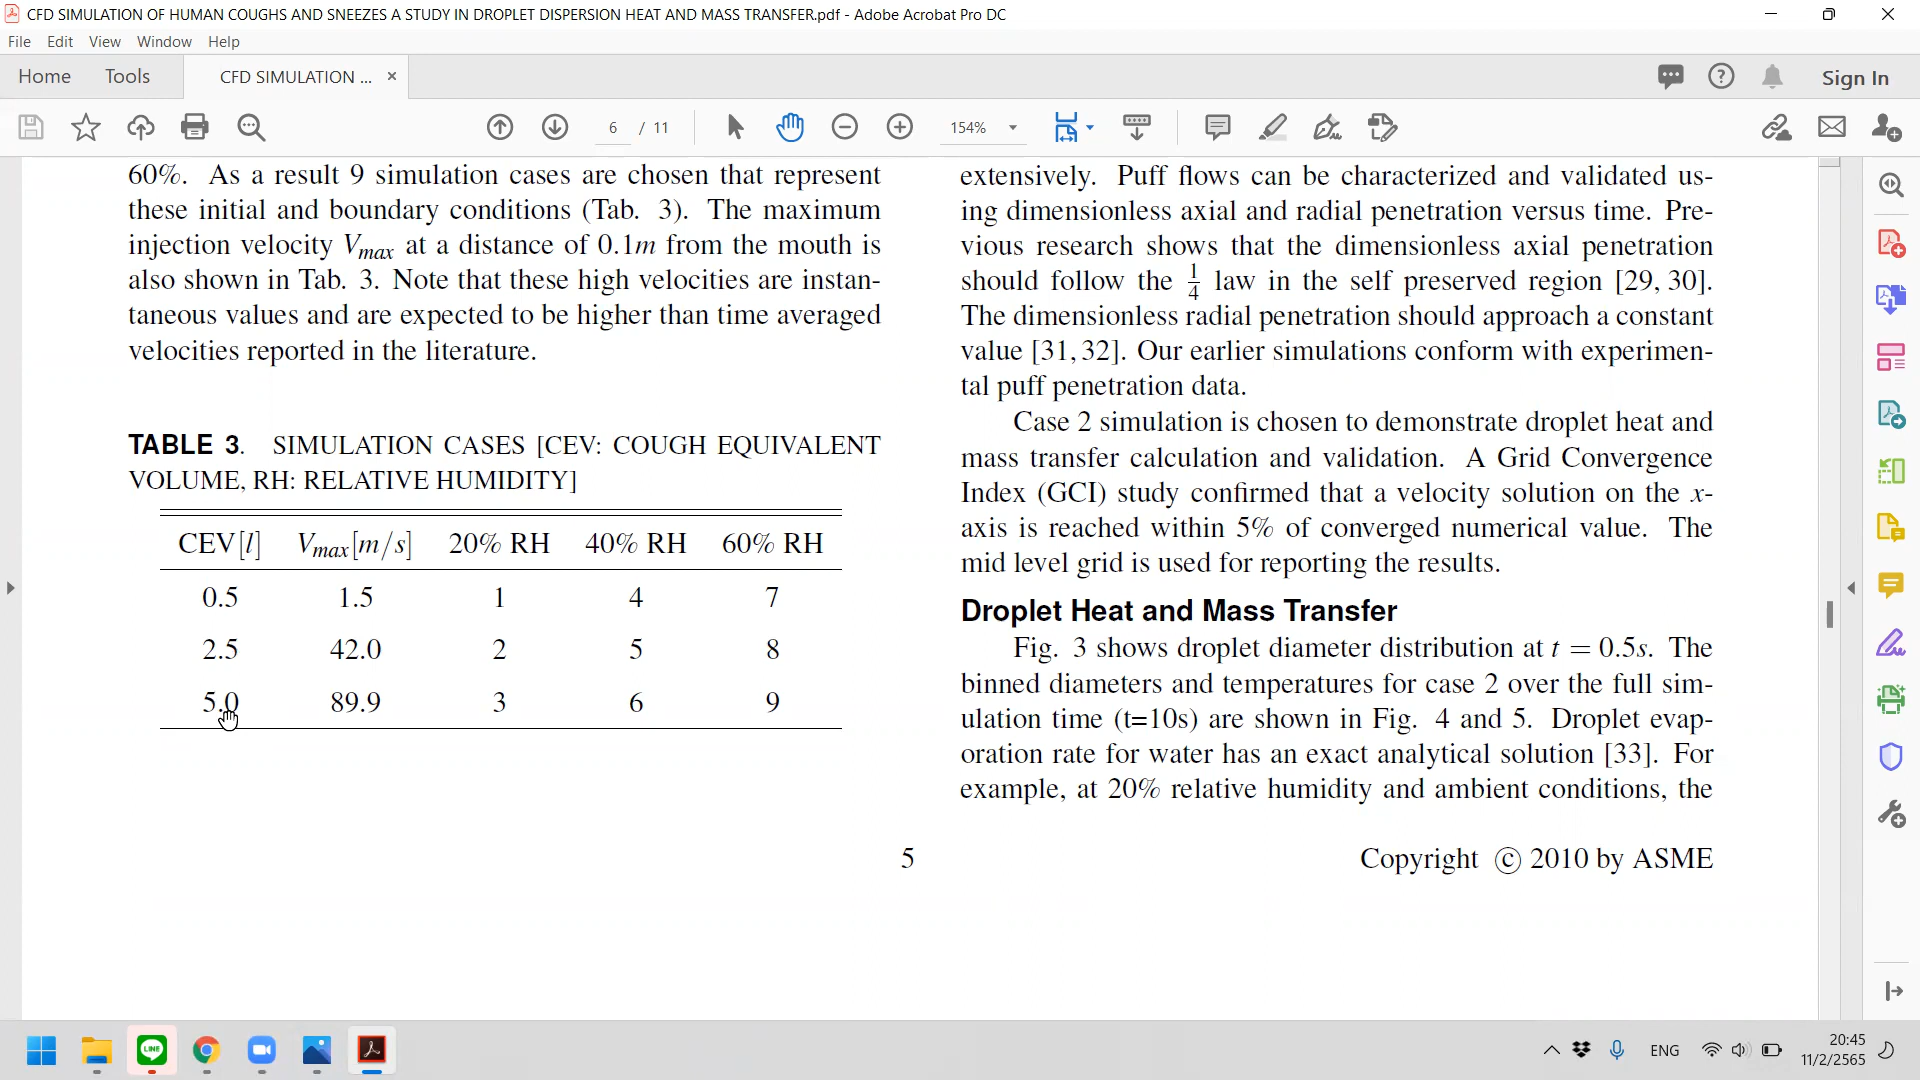 CFD SIMULATION OF HUMAN COUGHS AND SNEEZES A STUDY IN DROPLET DISPERSION HEAT AND MASS TRANSFER.pdf - Adobe Acrobat Pro DC
File Edit View Window Help
Home Tools CFD SIMULATION ... × Sign In
6 / 11 154%
60%. As a result 9 simulation cases are chosen that represent
these initial and boundary conditions (Tab. 3). The maximum
injection velocity Vmax at a distance of 0.1m from the mouth is
also shown in Tab. 3. Note that these high velocities are instan-
taneous values and are expected to be higher than time averaged
velocities reported in the literature.
TABLE 3. SIMULATION CASES [CEV: COUGH EQUIVALENT
VOLUME, RH: RELATIVE HUMIDITY]
CEV[l] Vmax[m/s] 20% RH 40% RH 60% RH
0.5 1.5 1 4 7
2.5 42.0 2 5 8
5.0 89.9 3 6 9
extensively. Puff flows can be characterized and validated us-
ing dimensionless axial and radial penetration versus time. Pre-
vious research shows that the dimensionless axial penetration
should follow the 1/4 law in the self preserved region [29, 30].
The dimensionless radial penetration should approach a constant
value [31, 32]. Our earlier simulations conform with experimen-
tal puff penetration data.
Case 2 simulation is chosen to demonstrate droplet heat and
mass transfer calculation and validation. A Grid Convergence
Index (GCI) study confirmed that a velocity solution on the x-
axis is reached within 5% of converged numerical value. The
mid level grid is used for reporting the results.
Droplet Heat and Mass Transfer
Fig. 3 shows droplet diameter distribution at t = 0.5s. The
binned diameters and temperatures for case 2 over the full sim-
ulation time (t=10s) are shown in Fig. 4 and 5. Droplet evap-
oration rate for water has an exact analytical solution [33]. For
example, at 20% relative humidity and ambient conditions, the
5 Copyright © 2010 by ASME
LINE
ENG
20:45
11/2/2565